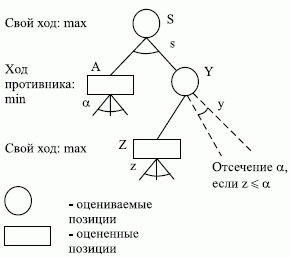 Свой ход: max
S
s
A
Ход
противника:
min
α
Y
y
Свой ход: max
Z
z
Отсечение α,
если z ⩽ α
- оцениваемые
позиции
- оцененные
позиции